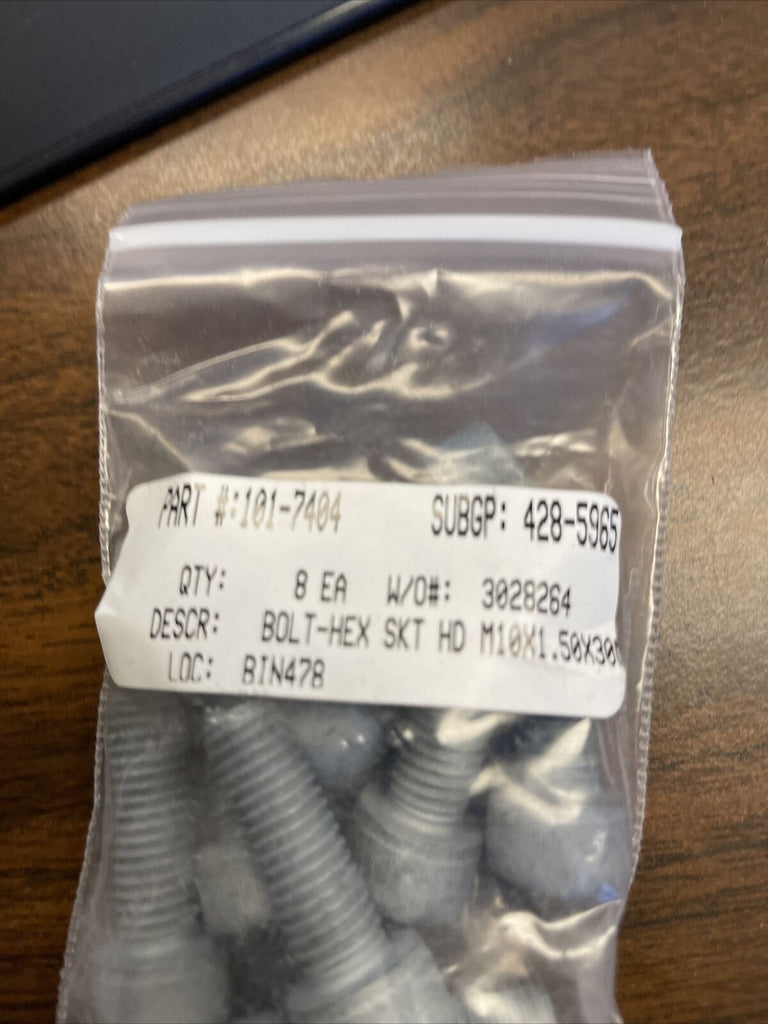 PART #:101-7404 SUBGP: 428-5965
QTY: 8 EA W/O#: 3028264
DESCR: BOLT-HEX SKT HD M10X1.50X30
LOC: BIN478